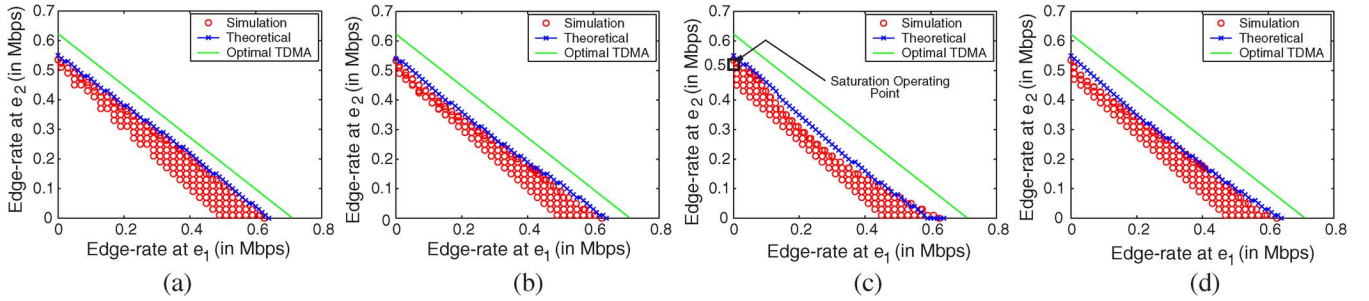 Edge-rate at e2 (in Mbps)
0.7
0.6
0.5
0.4
0.3
0.2
0.1
0
0 0.2 0.4 0.6 0.8
Edge-rate at e1 (in Mbps)
Simulation
Theoretical
Optimal TDMA
(a)
Edge-rate at e2 (in Mbps)
0.7
0.6
0.5
0.4
0.3
0.2
0.1
0
0 0.2 0.4 0.6 0.8
Edge-rate at e1 (in Mbps)
Simulation
Theoretical
Optimal TDMA
(b)
Edge-rate at e2 (in Mbps)
0.7
0.6
0.5
0.4
0.3
0.2
0.1
0
0 0.2 0.4 0.6 0.8
Edge-rate at e1 (in Mbps)
Simulation
Theoretical
Optimal TDMA
Saturation Operating
Point
(c)
Edge-rate at e2 (in Mbps)
0.7
0.6
0.5
0.4
0.3
0.2
0.1
0
0 0.2 0.4 0.6 0.8
Edge-rate at e1 (in Mbps)
Simulation
Theoretical
Optimal TDMA
(d)